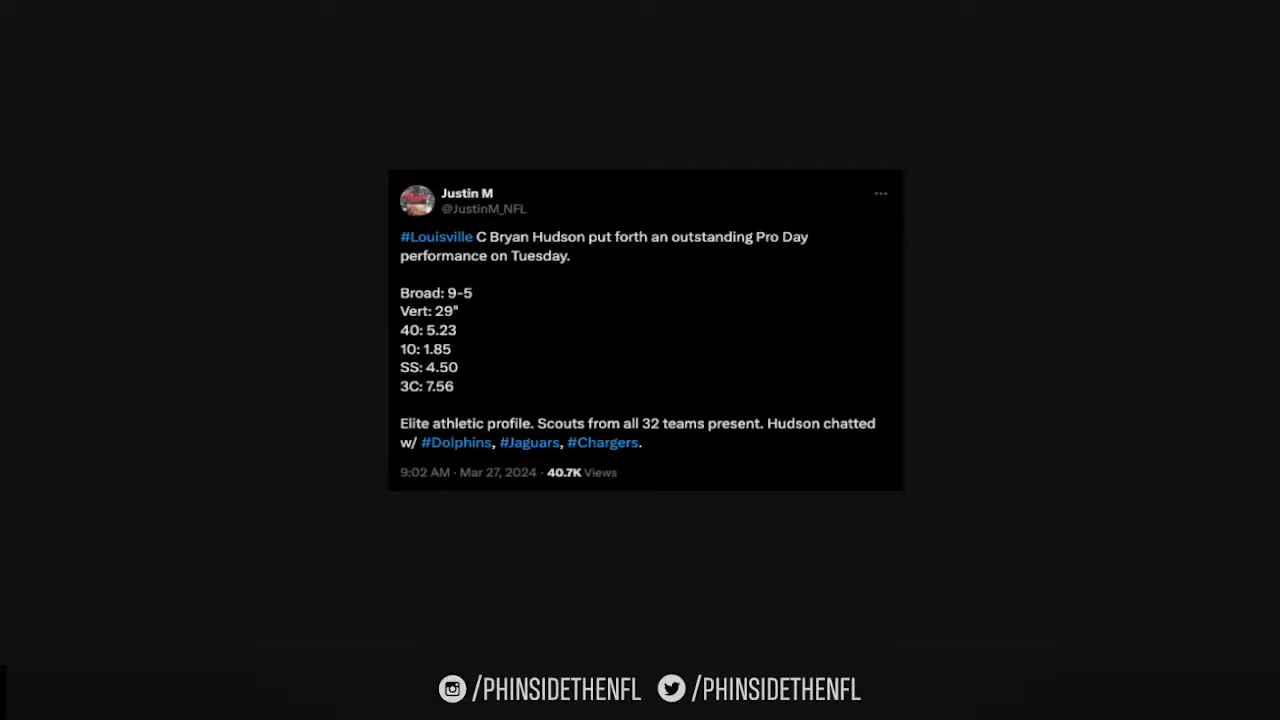 Justin M
@JustinM_NFL
#Louisville C Bryan Hudson put forth an outstanding Pro Day
performance on Tuesday.
Broad: 9-5
Vert: 29"
40: 5.23
10: 1.85
SS: 4.50
3C: 7.56
Elite athletic profile. Scouts from all 32 teams present. Hudson chatted
w/ #Dolphins, #Jaguars, #Chargers.
9:02 AM · Mar 27, 2024 · 40.7K Views
/PHINSIDETHENFL /PHINSIDETHENFL